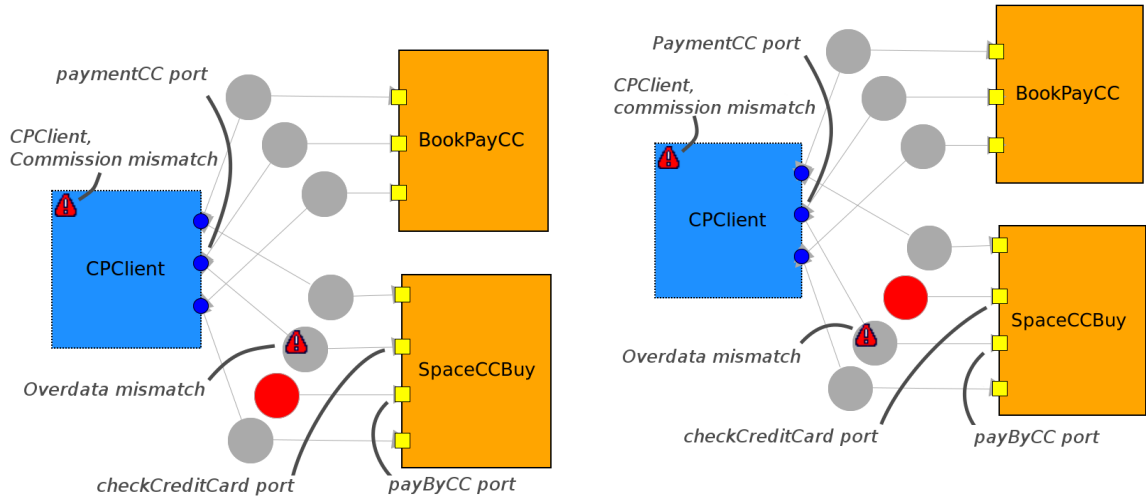 paymentCC port
CPClient,
Commission mismatch
BookPayCC
CPClient
SpaceCCBuy
Overdata mismatch
checkCreditCard port
payByCC port
PaymentCC port
CPClient,
commission mismatch
BookPayCC
CPClient
SpaceCCBuy
Overdata mismatch
checkCreditCard port
payByCC port